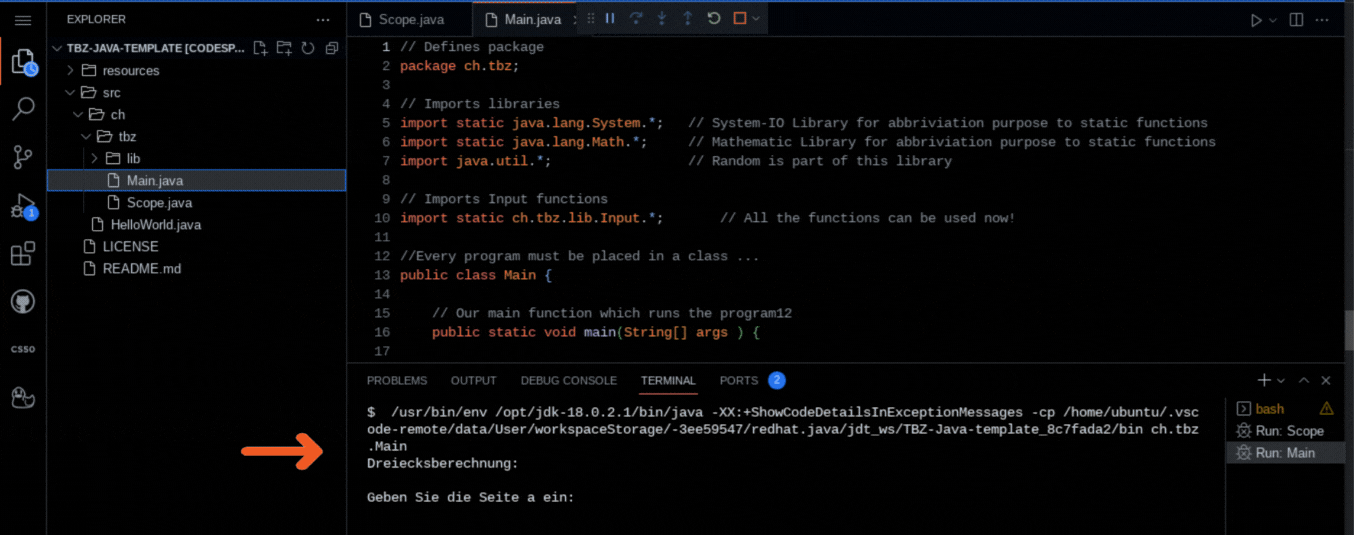 EXPLORER
TBZ-JAVA-TEMPLATE [CODESP...
resources
src
ch
tbz
lib
Main.java
Scope.java
HelloWorld.java
LICENSE
README.md
1
csso
Scope.java
Main.java
1 // Defines package
2 package ch.tbz;
3
4 // Imports libraries
5 import static java.lang.System.*;   // System-IO Library for abbriviation purpose to static functions
6 import static java.lang.Math.*;     // Mathematic Library for abbriviation purpose to static functions
7 import java.util.*;                 // Random is part of this library
8
9 // Imports Input functions
10 import static ch.tbz.lib.Input.*;       // All the functions can be used now!
11
12 //Every program must be placed in a class ...
13 public class Main {
14
15     // Our main function which runs the program12
16     public static void main(String[] args ) {
17
PROBLEMS OUTPUT DEBUG CONSOLE TERMINAL PORTS 2
$  /usr/bin/env /opt/jdk-18.0.2.1/bin/java -XX:+ShowCodeDetailsInExceptionMessages -cp /home/ubuntu/.vsc
ode-remote/data/User/workspaceStorage/-3ee59547/redhat.java/jdt_ws/TBZ-Java-template_8c7fada2/bin ch.tbz
.Main
Dreiecksberechnung:
Geben Sie die Seite a ein:
bash
Run: Scope
Run: Main